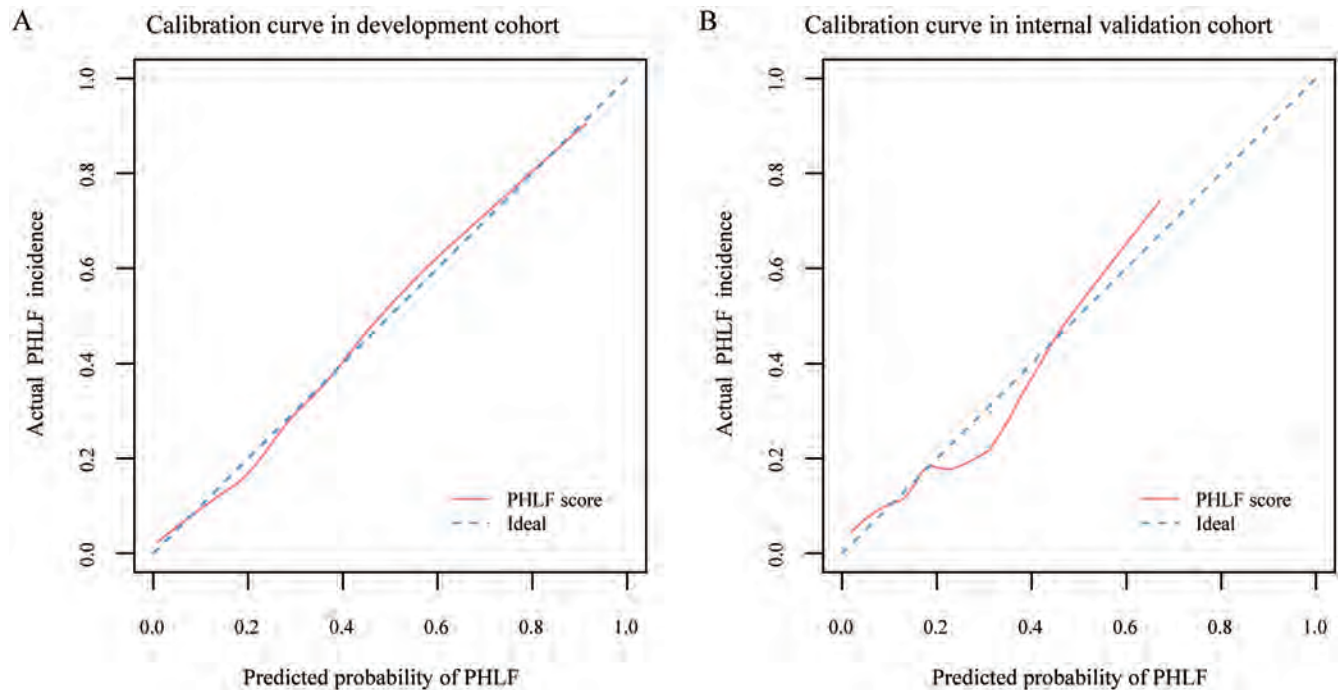 A
Calibration curve in development cohort
Actual PHLF incidence
1.0
0.8
0.6
0.4
0.2
0.0
PHLF score
Ideal
0.0 0.2 0.4 0.6 0.8 1.0
Predicted probability of PHLF
B
Calibration curve in internal validation cohort
Actual PHLF incidence
1.0
0.8
0.6
0.4
0.2
0.0
PHLF score
Ideal
0.0 0.2 0.4 0.6 0.8 1.0
Predicted probability of PHLF